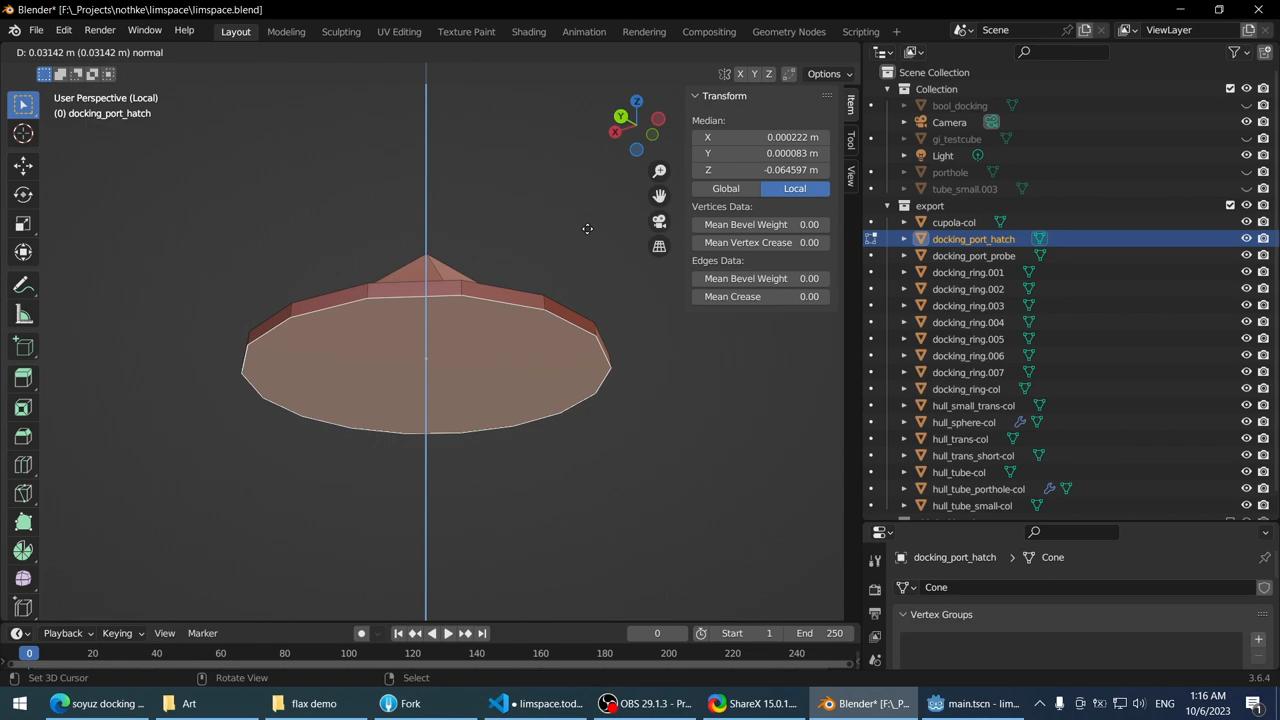 Blender* [F:\_Projects\nothke\limspace\limspace.blend]
File Edit Render Window Help Layout Modeling Sculpting UV Editing Texture Paint Shading Animation Rendering Compositing Geometry Nodes Scripting + Scene ViewLayer
D: 0.03142 m (0.03142 m) normal
X Y Z Options
User Perspective (Local)
(0) docking_port_hatch
Z
Y
X
Transform
Median:
X 0.000222 m
Y 0.000083 m
Z -0.064597 m
Global Local
Vertices Data:
Mean Bevel Weight 0.00
Mean Vertex Crease 0.00
Edges Data:
Mean Bevel Weight 0.00
Mean Crease 0.00
Item
Tool
View
Scene Collection
Collection
bool_docking
Camera
gi_testcube
Light
porthole
tube_small.003
export
cupola-col
docking_port_hatch
docking_port_probe
docking_ring.001
docking_ring.002
docking_ring.003
docking_ring.004
docking_ring.005
docking_ring.006
docking_ring.007
docking_ring-col
hull_small_trans-col
hull_sphere-col
hull_trans-col
hull_trans_short-col
hull_tube-col
hull_tube_porthole-col
hull_tube_small-col
docking_port_hatch > Cone
Cone
Vertex Groups
Playback Keying View Marker 0 Start 1 End 250
0 20 40 60 80 100 120 140 160 180 200 220 240
Set 3D Cursor Rotate View Select 3.6.4
soyuz docking ... Art flax demo Fork • limspace.tod... OBS 29.1.3 - Pr... ShareX 15.0.1... Blender* [F:\_P... main.tscn - lim... ENG 1:16 AM 10/6/2023 1